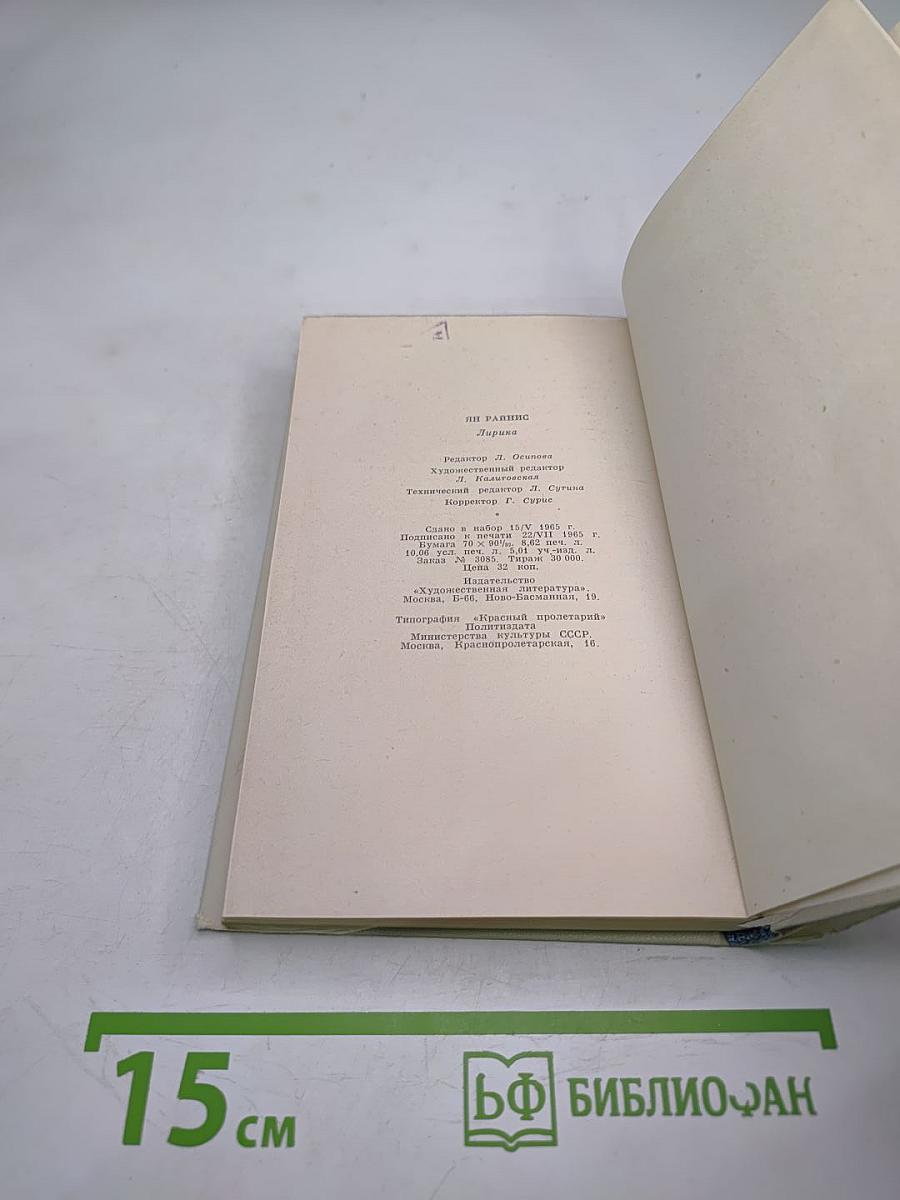 ЯН РАЙНИС
Лирика
Редактор Л. Осипова
Художественный редактор
Л. Калитовская
Технический редактор Л. Сутина
Корректор Г. Сурис
*
Сдано в набор 15/V 1965 г.
Подписано к печати 22/VII 1965 г.
Бумага 70 × 90¹/₃₂. 8,62 печ. л.
10,06 усл. печ. л. 5,01 уч.-изд. л.
Заказ № 3085. Тираж 30 000.
Цена 32 коп.
Издательство
«Художественная литература».
Москва, Б-66, Ново-Басманная, 19.
Типография «Красный пролетарий»
Политиздата
Министерства культуры СССР.
Москва, Краснопролетарская, 16.
15 см
БФ БИБЛИОФАН